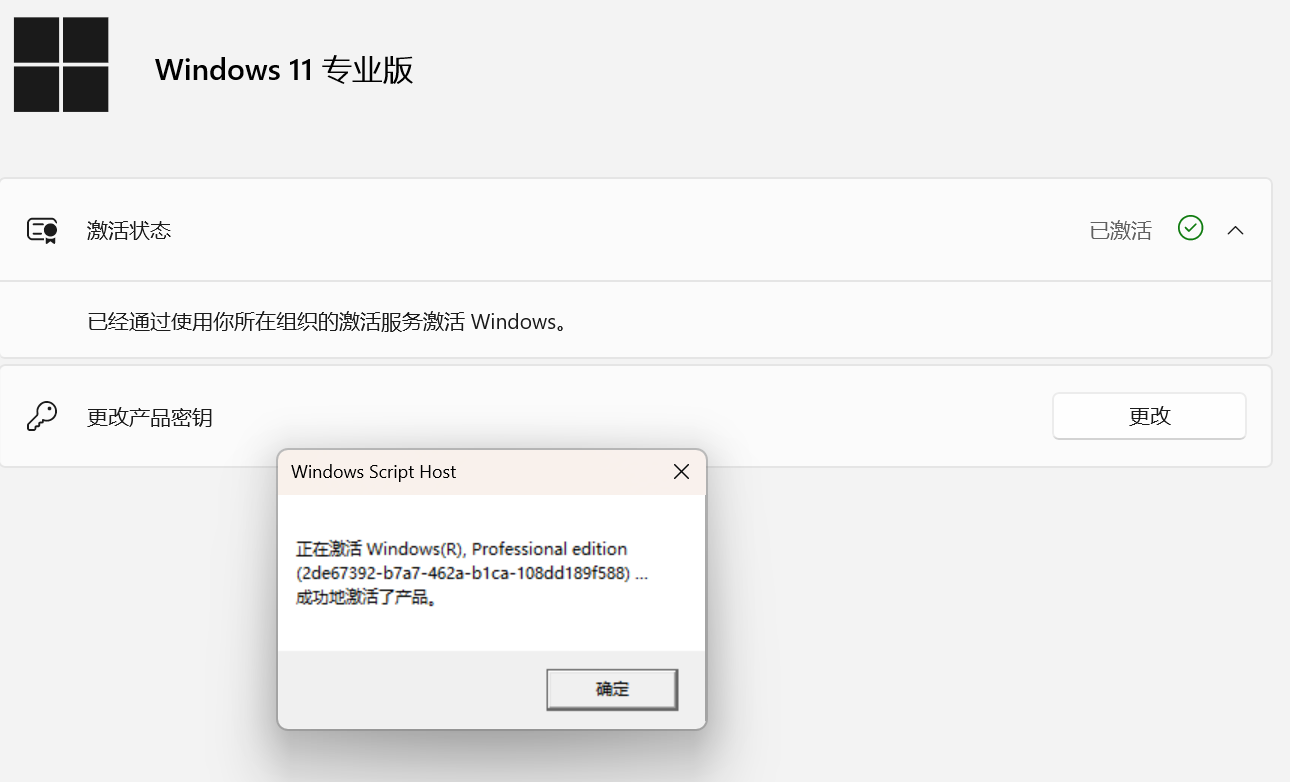 Windows 11 专业版
激活状态
已激活
已经通过使用你所在组织的激活服务激活 Windows。
更改产品密钥
更改
Windows Script Host
正在激活 Windows(R), Professional edition
(2de67392-b7a7-462a-b1ca-108dd189f588) ...
成功地激活了产品。
确定